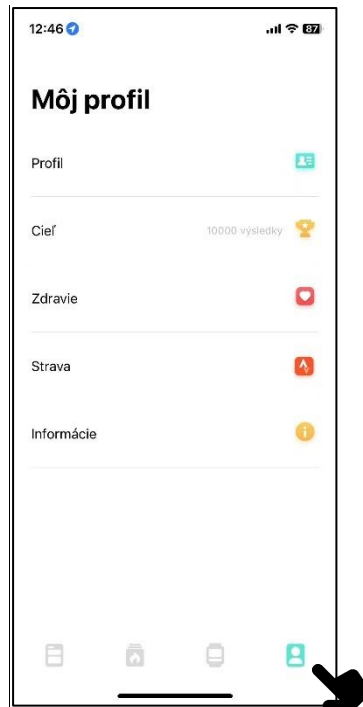 12:46
87
Môj profil
Profil
Cieľ 10000 výsledky
Zdravie
Strava
Informácie